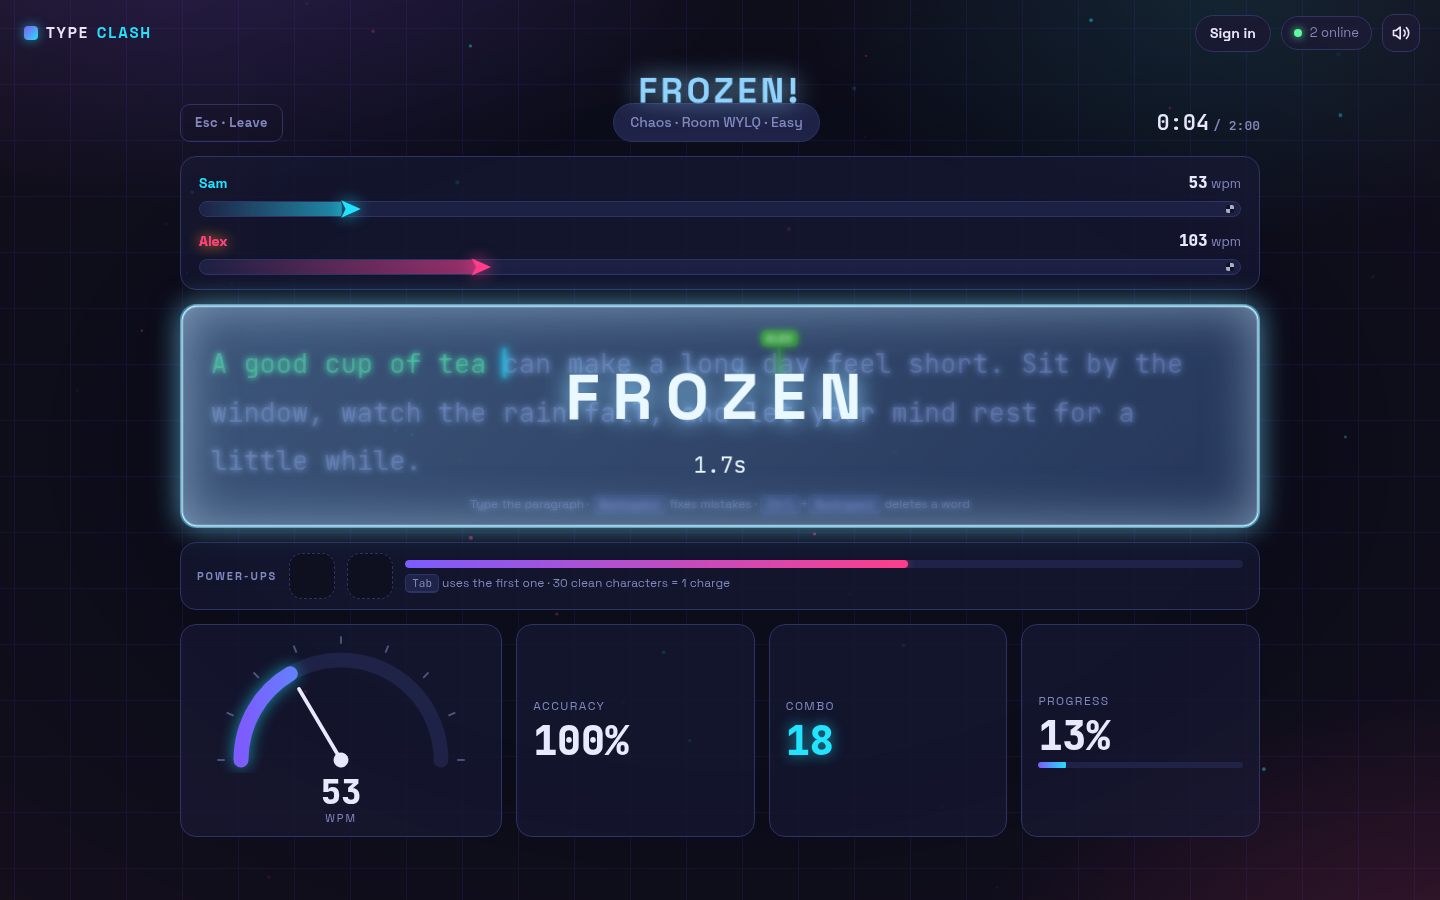 TYPE CLASH
Sign in
2 online
FROZEN!
Esc · Leave
Chaos · Room WYLQ · Easy
0:04 / 2:00
Sam
53 wpm
Alex
103 wpm
A good cup of tea can make a long day feel short. Sit by the
window, watch the rain fall, and let your mind rest for a
little while.
FROZEN
1.7s
Type the paragraph · fixes mistakes · + deletes a word
POWER-UPS
Tab uses the first one · 30 clean characters = 1 charge
53
WPM
ACCURACY
100%
COMBO
18
PROGRESS
13%